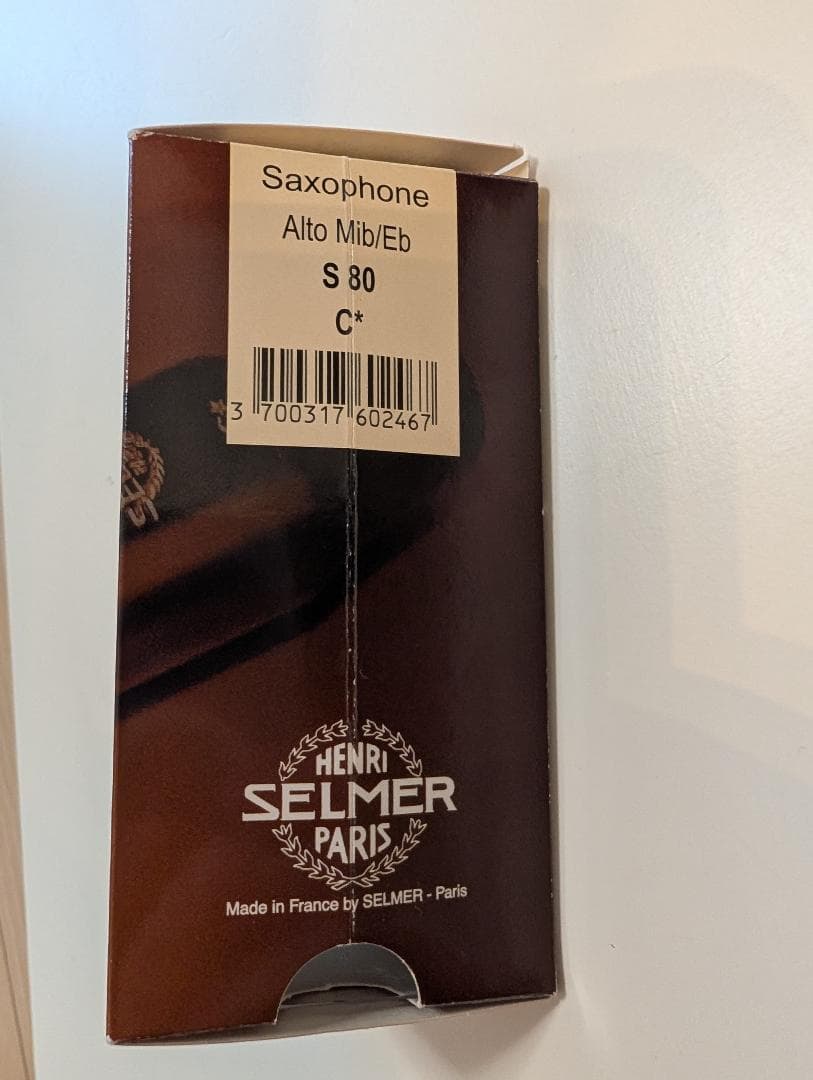 Saxophone
Alto Mib/Eb
S 80
C*
3 700317 602467
HENRI
SELMER
PARIS
Made in France by SELMER - Paris